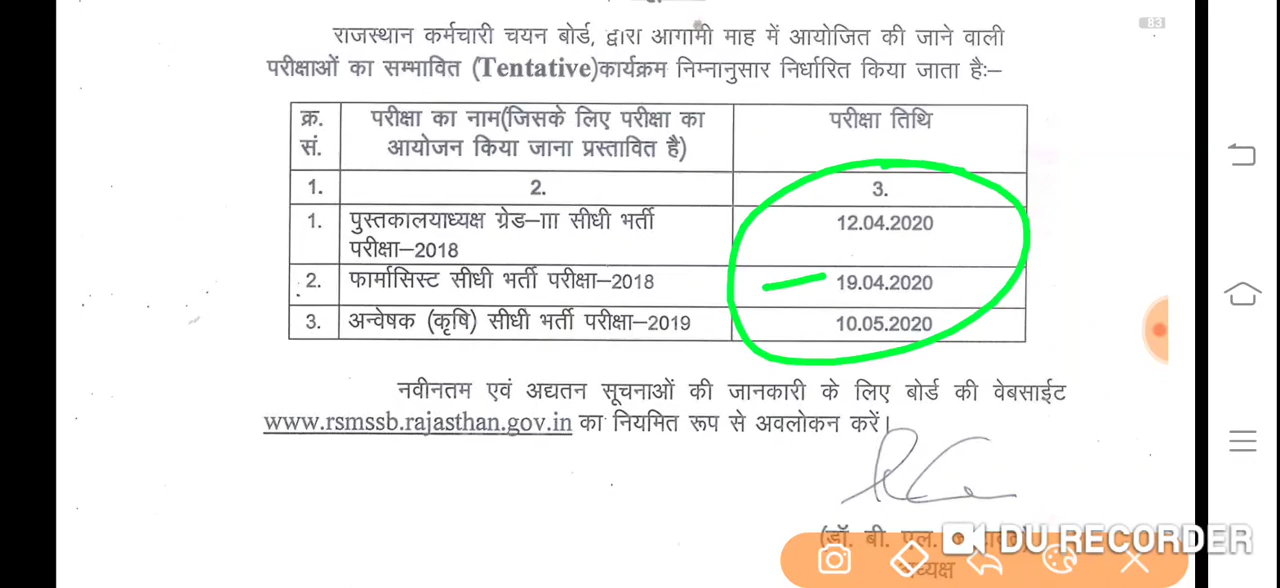 83
राजस्थान कर्मचारी चयन बोर्ड, द्वारा आगामी माह में आयोजित की जाने वाली
परीक्षाओं का सम्भावित (Tentative)कार्यक्रम निम्नानुसार निर्धारित किया जाता हैः–
क्र. सं. परीक्षा का नाम(जिसके लिए परीक्षा का परीक्षा तिथि
आयोजन किया जाना प्रस्तावित है)
1. 2. 3.
1. पुस्तकालयाध्यक्ष ग्रेड–III सीधी भर्ती 12.04.2020
परीक्षा–2018
2. फार्मासिस्ट सीधी भर्ती परीक्षा–2018 19.04.2020
3. अन्वेषक (कृषि) सीधी भर्ती परीक्षा–2019 10.05.2020
नवीनतम एवं अद्यतन सूचनाओं की जानकारी के लिए बोर्ड की वेबसाईट
www.rsmssb.rajasthan.gov.in का नियमित रूप से अवलोकन करें।
(डॉ. बी. एल.
DU RECORDER